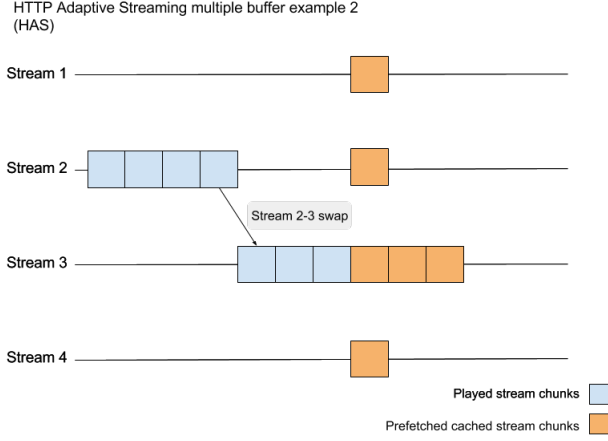 HTTP Adaptive Streaming multiple buffer example 2
(HAS)
Stream 1
Stream 2
Stream 2-3 swap
Stream 3
Stream 4
Played stream chunks
Prefetched cached stream chunks